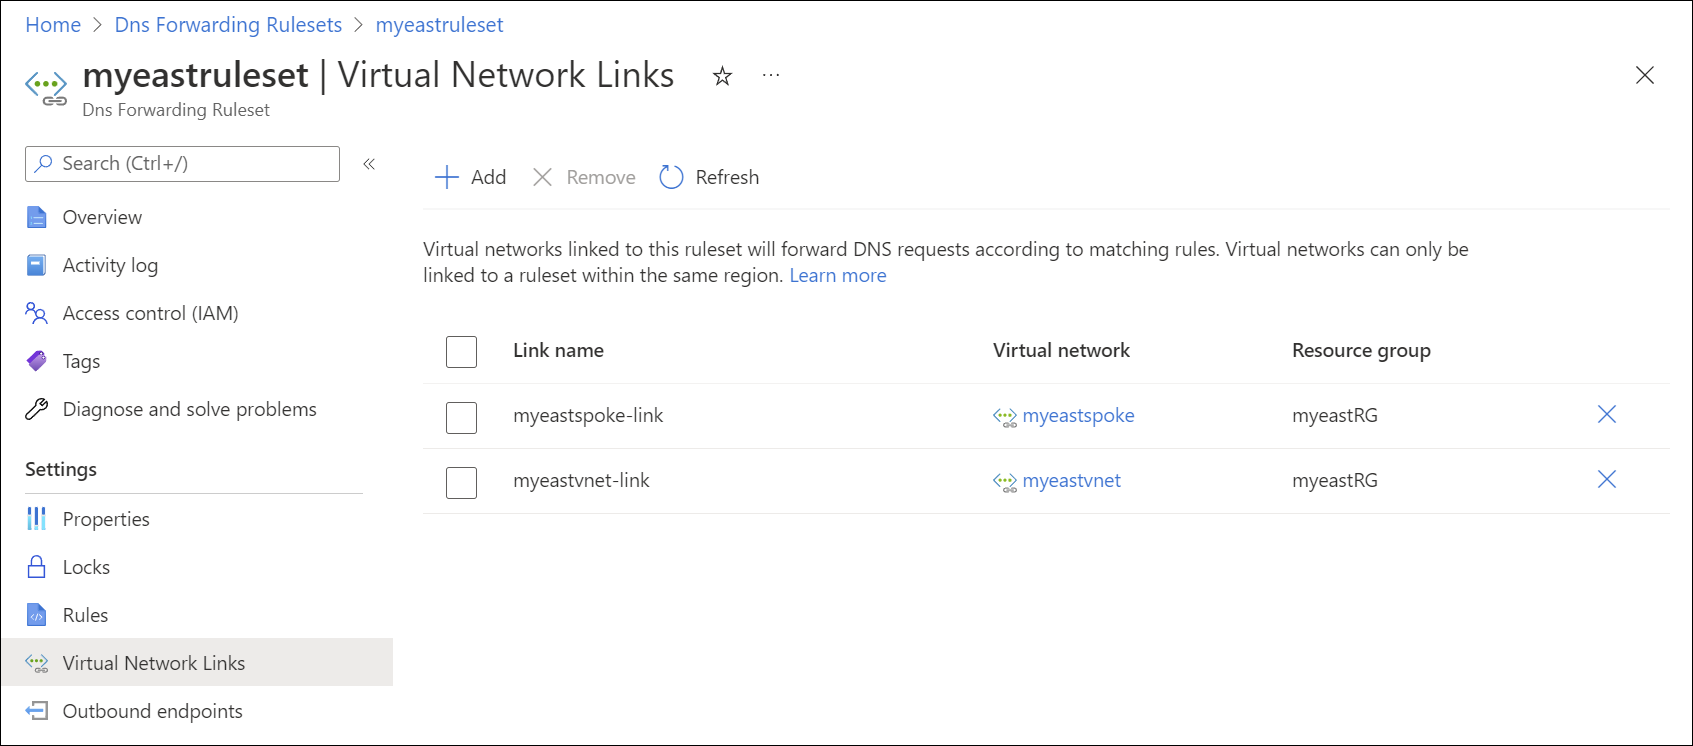 Home > Dns Forwarding Rulesets > myeastruleset
myeastruleset | Virtual Network Links
Dns Forwarding Ruleset
Search (Ctrl+/)
Overview
Activity log
Access control (IAM)
Tags
Diagnose and solve problems
Settings
Properties
Locks
Rules
Virtual Network Links
Outbound endpoints
Add Remove Refresh
Virtual networks linked to this ruleset will forward DNS requests according to matching rules. Virtual networks can only be
linked to a ruleset within the same region. Learn more
Link name Virtual network Resource group
myeastspoke-link myeastspoke myeastRG
myeastvnet-link myeastvnet myeastRG